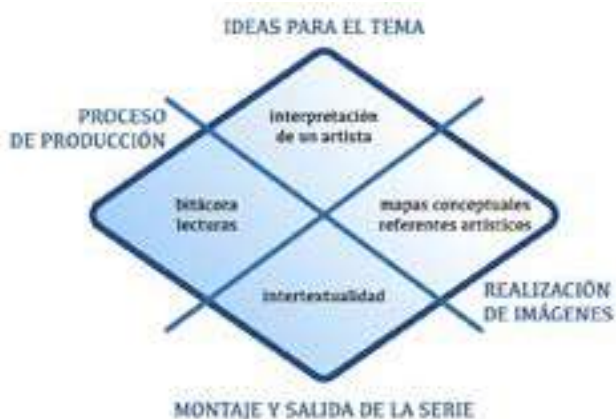 IDEAS PARA EL TEMA
PROCESO
DE PRODUCCIÓN
interpretación
de un artista
bitácora
lecturas
mapas conceptuales
referentes artísticos
intertextualidad
REALIZACIÓN
DE IMÁGENES
MONTAJE Y SALIDA DE LA SERIE